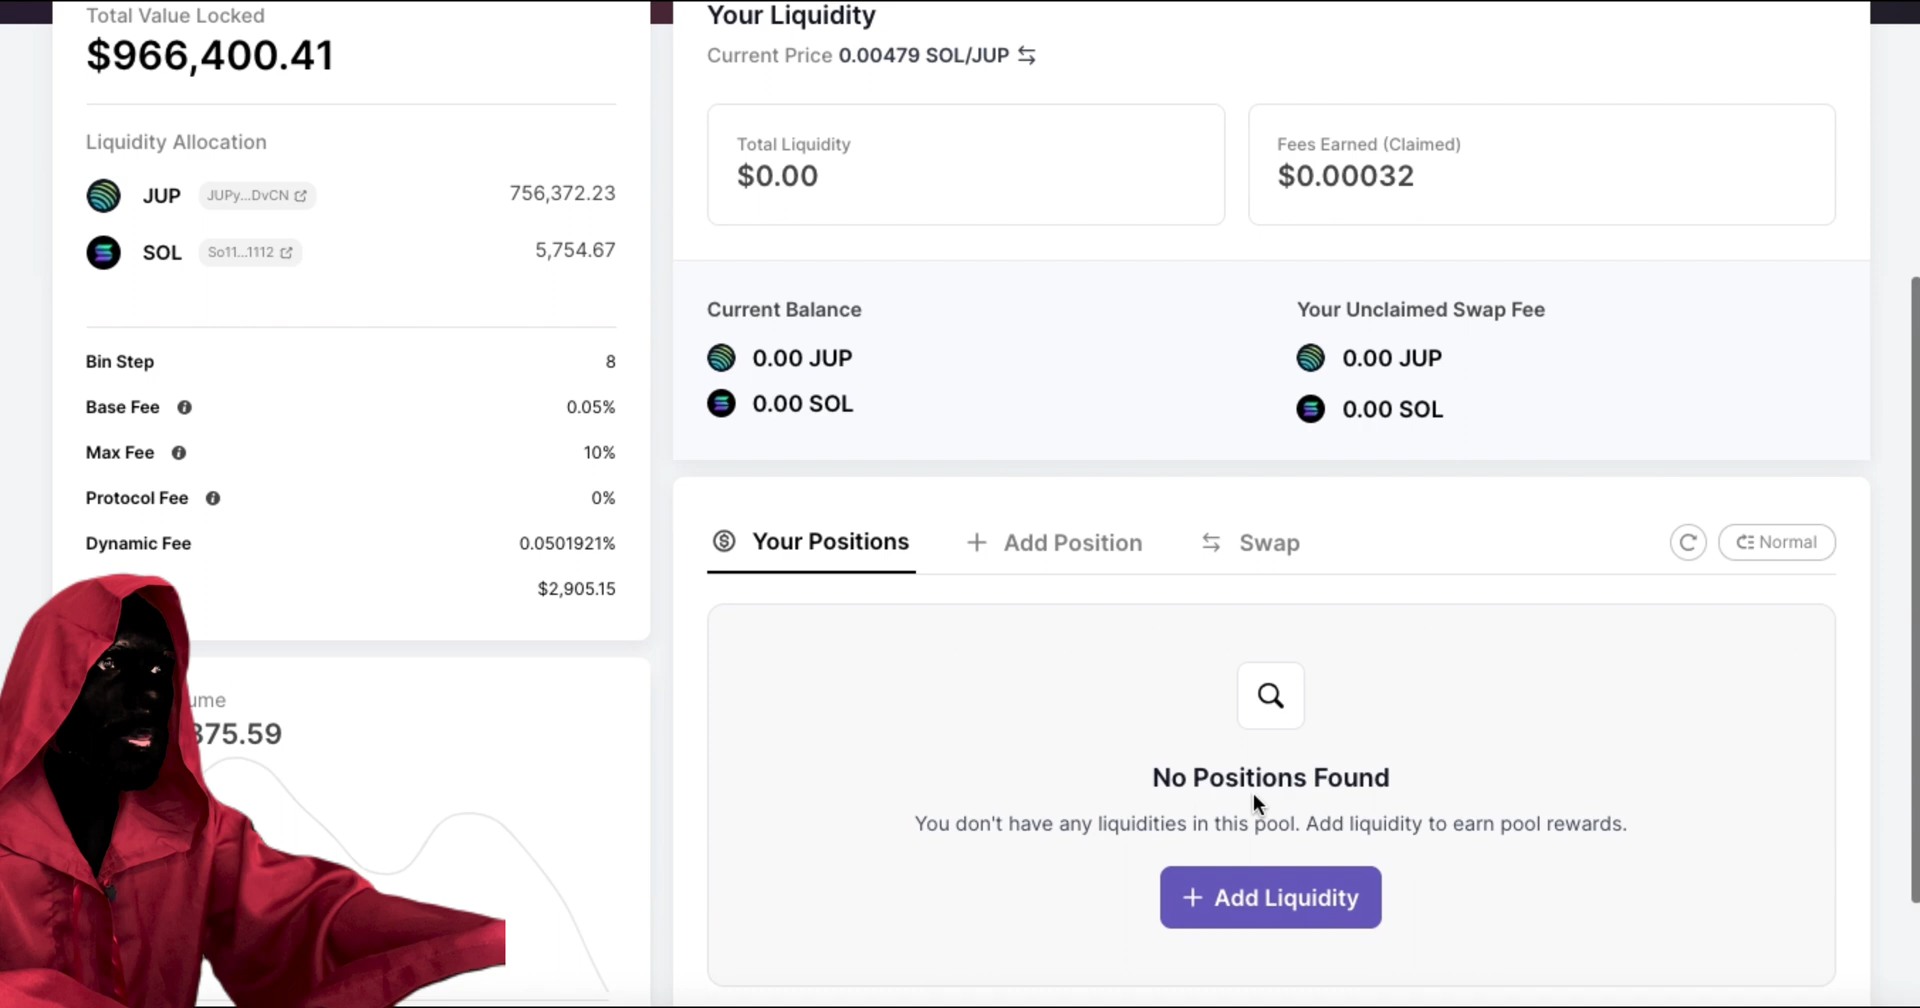 Total Value Locked
$966,400.41
Liquidity Allocation
JUP JUPy...DvCN 756,372.23
SOL So11...1112 5,754.67
Bin Step 8
Base Fee 0.05%
Max Fee 10%
Protocol Fee 0%
Dynamic Fee 0.0501921%
$2,905.15
375.59
Your Liquidity
Current Price 0.00479 SOL/JUP
Total Liquidity
$0.00
Fees Earned (Claimed)
$0.00032
Current Balance
0.00 JUP
0.00 SOL
Your Unclaimed Swap Fee
0.00 JUP
0.00 SOL
Your Positions
+ Add Position
Swap
Normal
No Positions Found
You don't have any liquidities in this pool. Add liquidity to earn pool rewards.
+ Add Liquidity